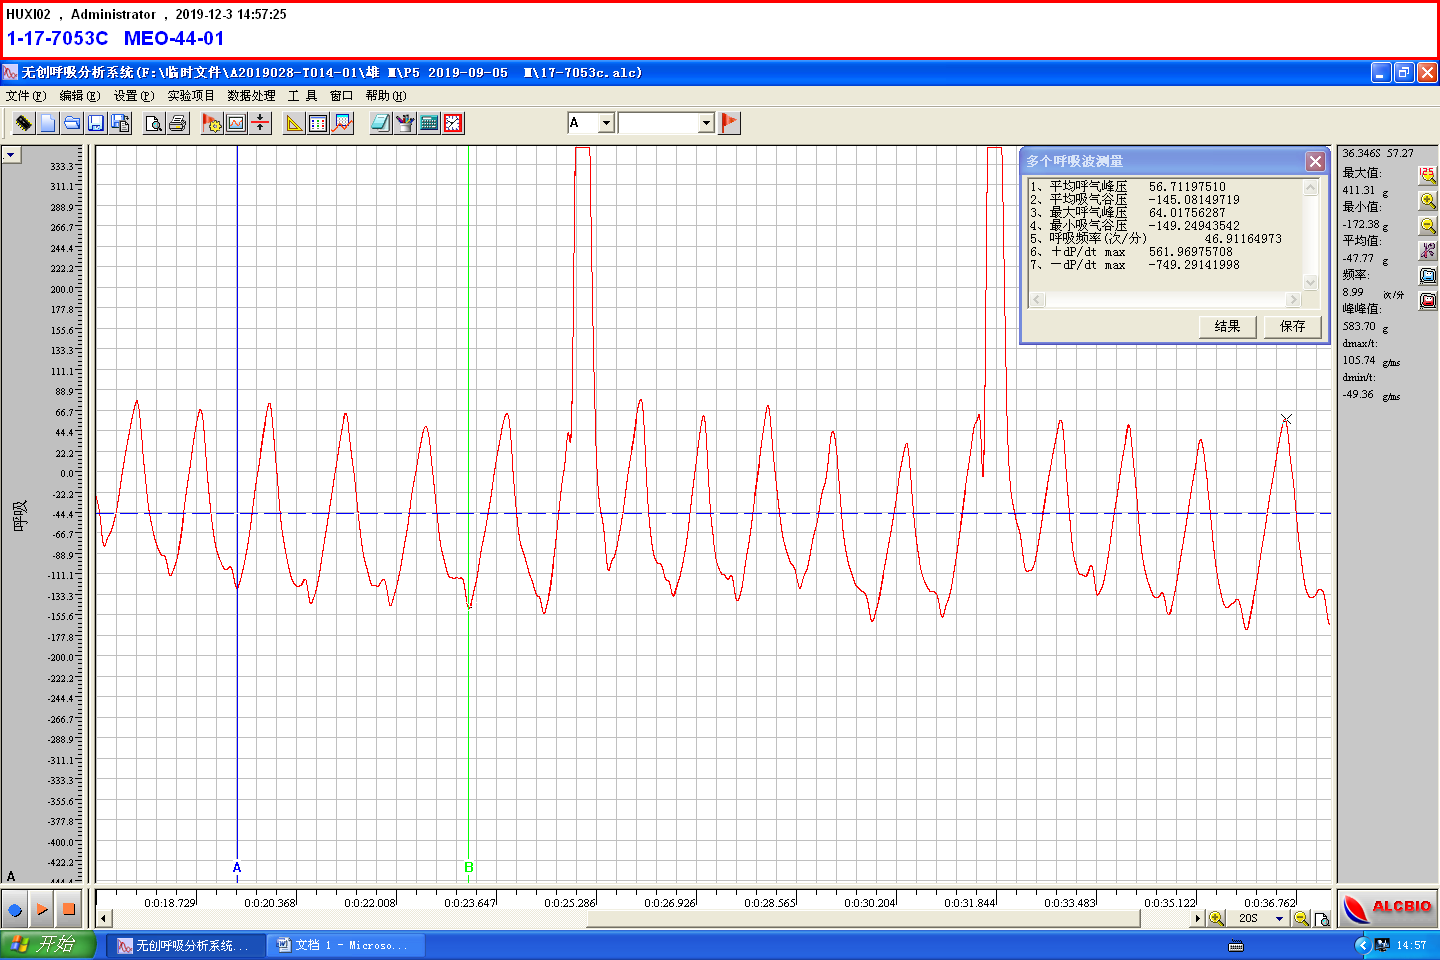 HUXI02 , Administrator , 2019-12-3 14:57:25
1-17-7053C MEO-44-01
无创呼吸分析系统(F:\临时文件\A2019028-T014-01\雄 M\P5 2019-09-05 M\17-7053c.alc)
文件(F) 编辑(E) 设置(P) 实验项目 数据处理 工 具 窗口 帮助(H)
A
333.3
311.1
288.9
266.7
244.4
222.2
200.0
177.8
155.6
133.3
111.1
88.9
66.7
44.4
22.2
0.0
-22.2
-44.4
-66.7
-88.9
-111.1
-133.3
-155.6
-177.8
-200.0
-222.2
-244.4
-266.7
-288.9
-311.1
-333.3
-355.6
-377.8
-400.0
-422.2
-444.4
呼吸
A
A
B
多个呼吸波测量
1、平均呼气峰压 56.71197510
2、平均吸气谷压 -145.08149719
3、最大呼气峰压 64.01756287
4、最小吸气谷压 -149.24943542
5、呼吸频率(次/分) 46.91164973
6、＋dP/dt max 561.96975708
7、－dP/dt max -749.29141998
结果 保存
36.346S 57.27
最大值:
411.31 g
最小值:
-172.38 g
平均值:
-47.77 g
频率:
8.99 次/分
峰峰值:
583.70 g
dmax/t:
105.74 g/ms
dmin/t:
-49.36 g/ms
125
0:0:18.729 0:0:20.368 0:0:22.008 0:0:23.647 0:0:25.286 0:0:26.926 0:0:28.565 0:0:30.204 0:0:31.844 0:0:33.483 0:0:35.122 0:0:36.762
20S
ALCBIO
开始 无创呼吸分析系统... 文档 1 - Microso... 14:57